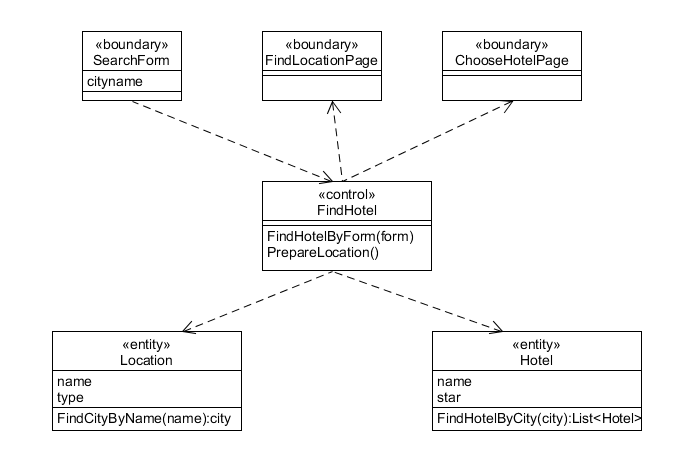 «boundary»
SearchForm
cityname
«boundary»
FindLocationPage
«boundary»
ChooseHotelPage
«control»
FindHotel
FindHotelByForm(form)
PrepareLocation()
«entity»
Location
name
type
FindCityByName(name):city
«entity»
Hotel
name
star
FindHotelByCity(city):List<Hotel>